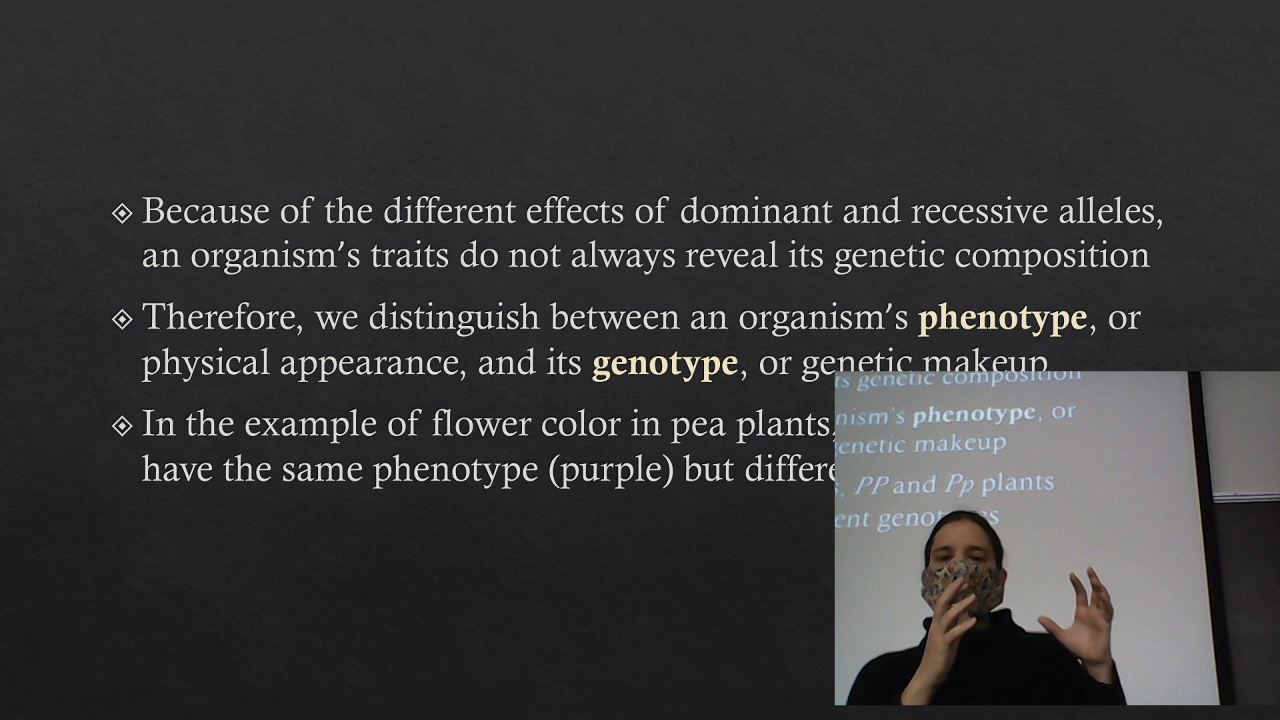 Because of the different effects of dominant and recessive alleles,
an organism's traits do not always reveal its genetic composition
Therefore, we distinguish between an organism's phenotype, or
physical appearance, and its genotype, or genetic makeup
In the example of flower color in pea plants,
have the same phenotype (purple) but differe
ts genetic composition
nism's phenotype, or
genetic makeup
s, PP and Pp plants
ent genotypes